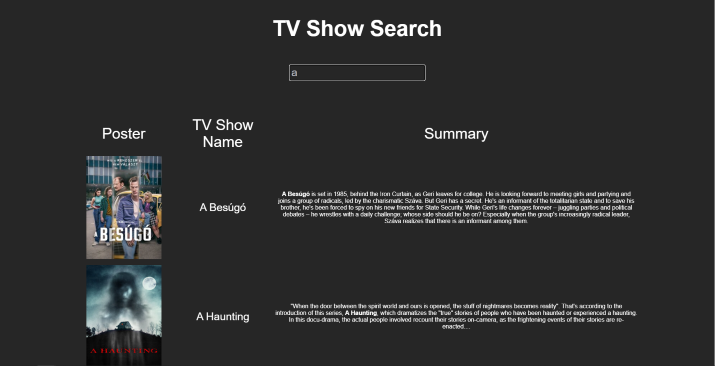 TV Show Search
a
Poster
TV Show
Name
Summary
A BESÚGÓ
A Besúgó
A Besúgó is set in 1985, behind the Iron Curtain, as Geri leaves for college. He is looking forward to meeting girls and partying and
joins a group of radicals, led by the charismatic Száva. But Geri has a secret. He's an informant of the totalitarian state and to save his
brother, he's been forced to spy on his new friends for State Security. While Geri's life changes forever – juggling parties and political
debates – he wrestles with a daily challenge; whose side should he be on? Especially when the group's increasingly radical leader,
Száva realizes that there is an informant among them.
A HAUNTING
A Haunting
"When the door between the spirit world and ours is opened, the stuff of nightmares becomes reality". That's according to the
introduction of this series, A Haunting, which dramatizes the "true" stories of people who have been haunted or experienced a haunting.
In this docu-drama, the actual people involved recount their stories on-camera, as the frightening events of their stories are re-
enacted....